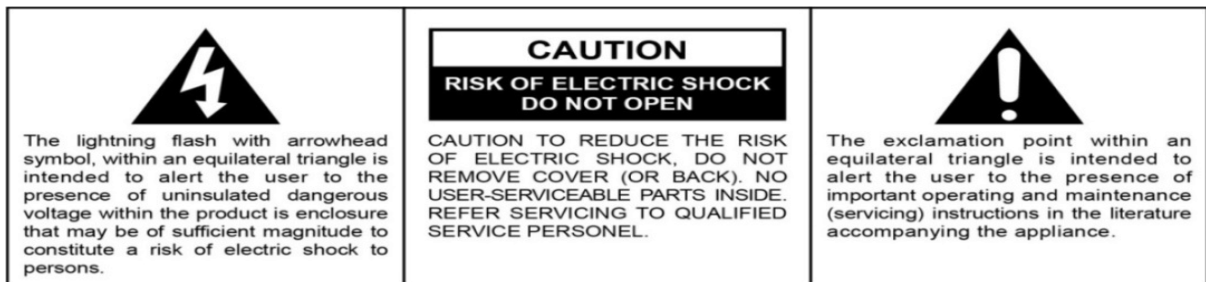 The lightning flash with arrowhead
symbol, within an equilateral triangle is
intended to alert the user to the
presence of uninsulated dangerous
voltage within the product is enclosure
that may be of sufficient magnitude to
constitute a risk of electric shock to
persons.
CAUTION
RISK OF ELECTRIC SHOCK
DO NOT OPEN
CAUTION TO REDUCE THE RISK
OF ELECTRIC SHOCK, DO NOT
REMOVE COVER (OR BACK). NO
USER-SERVICEABLE PARTS INSIDE.
REFER SERVICING TO QUALIFIED
SERVICE PERSONEL.
The exclamation point within an
equilateral triangle is intended to
alert the user to the presence of
important operating and maintenance
(servicing) instructions in the literature
accompanying the appliance.